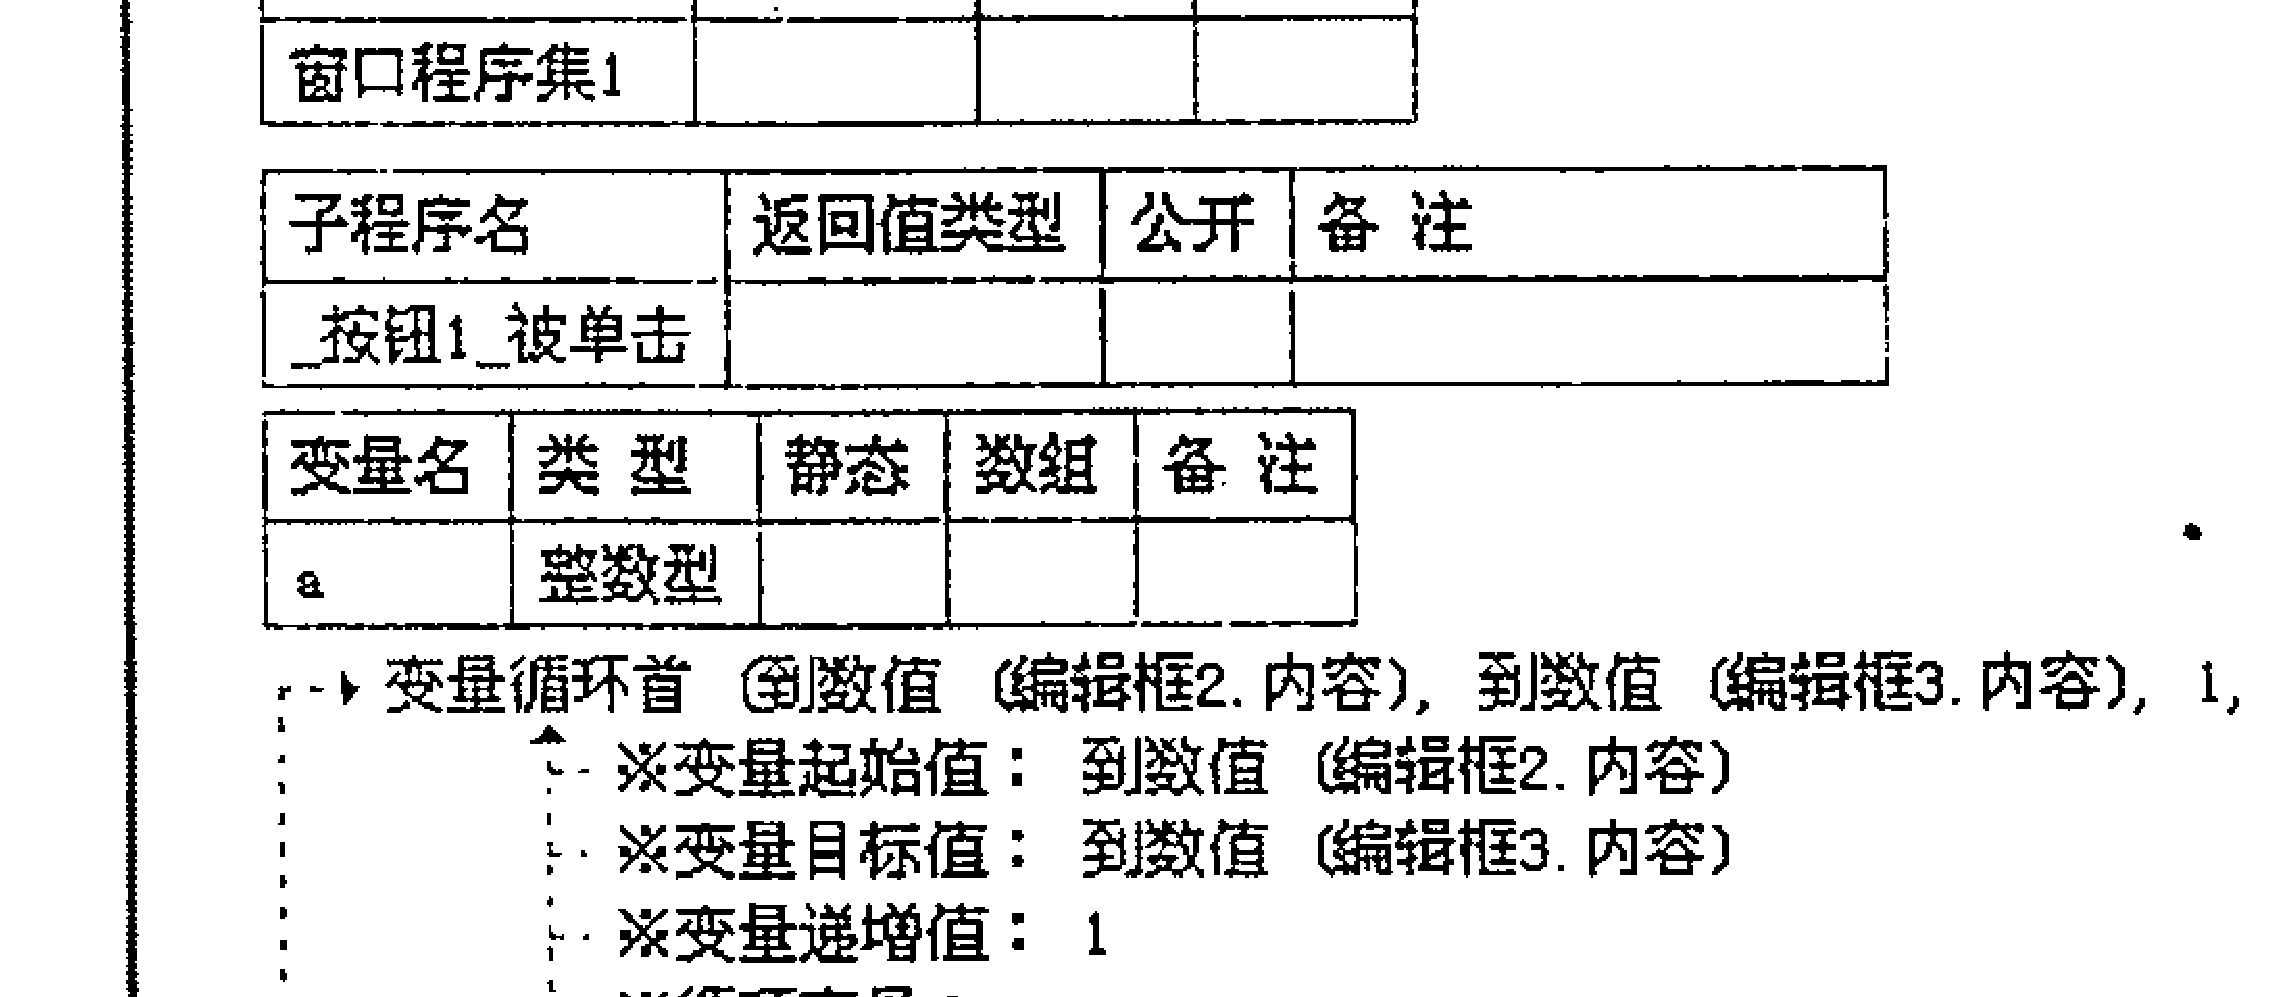 窗口程序集1
子程序名 返回值类型 公开 备 注
_按钮1_被单击
变量名 类 型 静态 数组 备 注
a 整数型
变量循环首 (到数值 (编辑框2.内容), 到数值 (编辑框3.内容), 1,
※变量起始值: 到数值 (编辑框2.内容)
※变量目标值: 到数值 (编辑框3.内容)
※变量递增值: 1